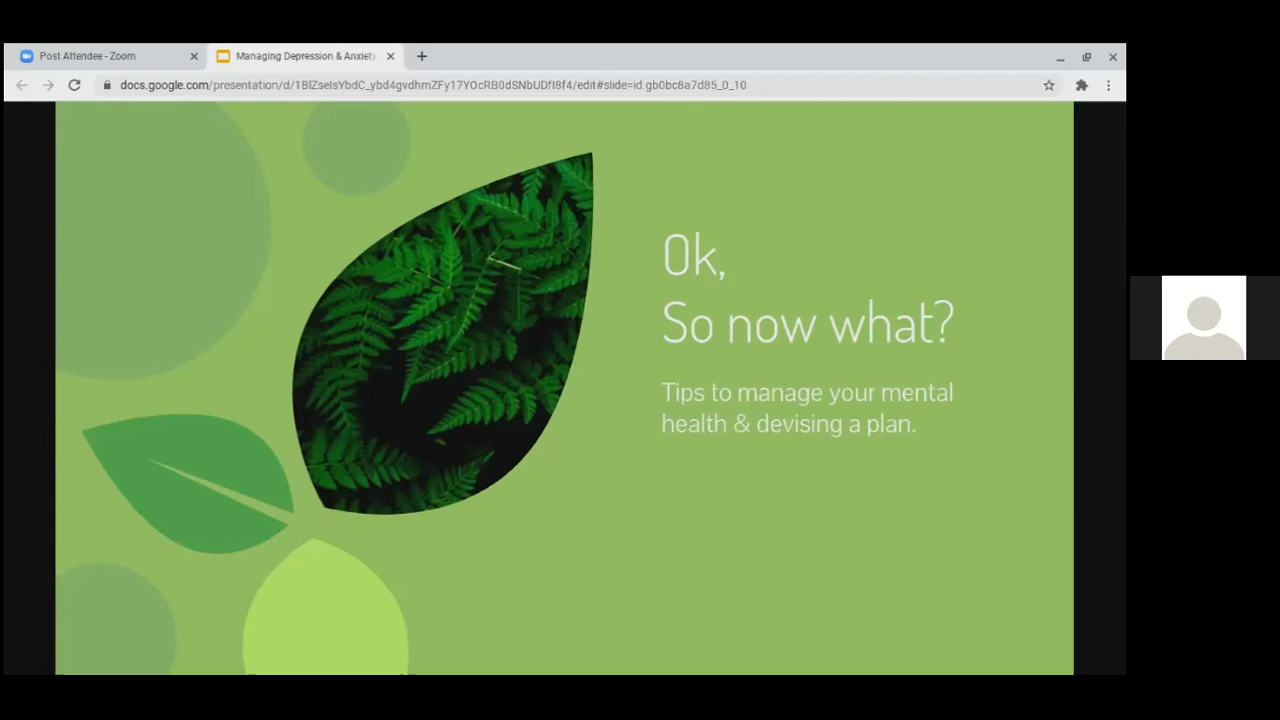 Post Attendee - Zoom
Managing Depression & Anxiety
docs.google.com/presentation/d/1BlZseIsYbdC_ybd4gvdhmZFy17YOcRB0dSNbUDfI8f4/edit#slide=id.gb0bc8a7d85_0_10
Ok,
So now what?
Tips to manage your mental
health & devising a plan.